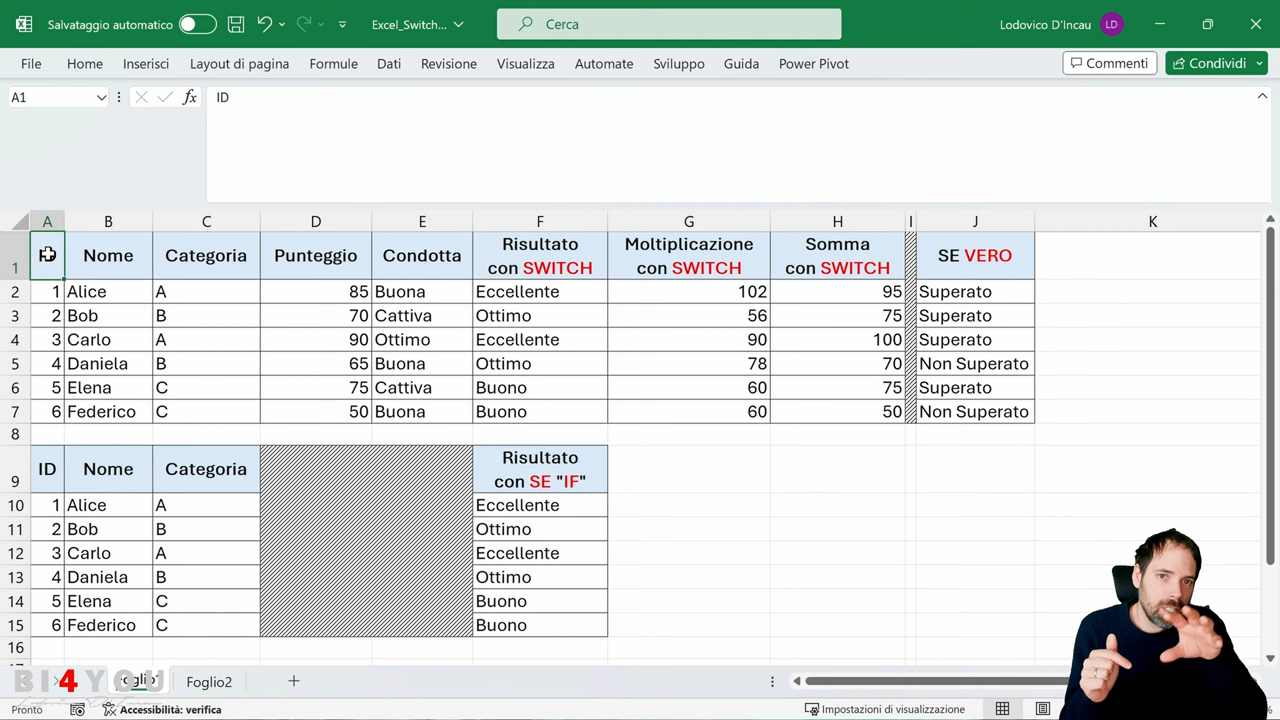 Salvataggio automatico Excel_Switch... Cerca Lodovico D'Incau LD
File Home Inserisci Layout di pagina Formule Dati Revisione Visualizza Automate Sviluppo Guida Power Pivot Commenti Condividi
A1 fx ID
A B C D E F G H I J K
1 ID Nome Categoria Punteggio Condotta Risultato con SWITCH Moltiplicazione con SWITCH Somma con SWITCH SE VERO
2 1 Alice A 85 Buona Eccellente 102 95 Superato
3 2 Bob B 70 Cattiva Ottimo 56 75 Superato
4 3 Carlo A 90 Ottimo Eccellente 90 100 Superato
5 4 Daniela B 65 Buona Ottimo 78 70 Non Superato
6 5 Elena C 75 Cattiva Buono 60 75 Superato
7 6 Federico C 50 Buona Buono 60 50 Non Superato
8
9 ID Nome Categoria Risultato con SE "IF"
10 1 Alice A Eccellente
11 2 Bob B Ottimo
12 3 Carlo A Eccellente
13 4 Daniela B Ottimo
14 5 Elena C Buono
15 6 Federico C Buono
16
BI4YOU Foglio2
Pronto Accessibilità: verifica Impostazioni di visualizzazione